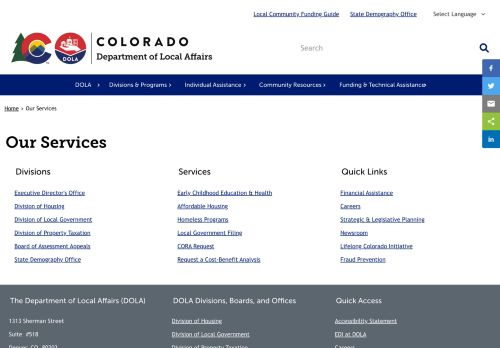 Local Community Funding Guide
State Demography Office
Select Language
COLORADO
Department of Local Affairs
DOLA
Search
DOLA
Divisions & Programs
Individual Assistance
Community Resources
Funding & Technical Assistance
Home > Our Services
Our Services
Divisions
Executive Director's Office
Division of Housing
Division of Local Government
Division of Property Taxation
Board of Assessment Appeals
State Demography Office
Services
Early Childhood Education & Health
Affordable Housing
Homeless Programs
Local Government Filing
CORA Request
Request a Cost-Benefit Analysis
Quick Links
Financial Assistance
Careers
Strategic & Legislative Planning
Newsroom
Lifelong Colorado Initiative
Fraud Prevention
The Department of Local Affairs (DOLA)
1313 Sherman Street
Suite #518
Denver, CO 80203
DOLA Divisions, Boards, and Offices
Division of Housing
Division of Local Government
Division of Property Taxation
Quick Access
Accessibility Statement
EDI at DOLA
Careers